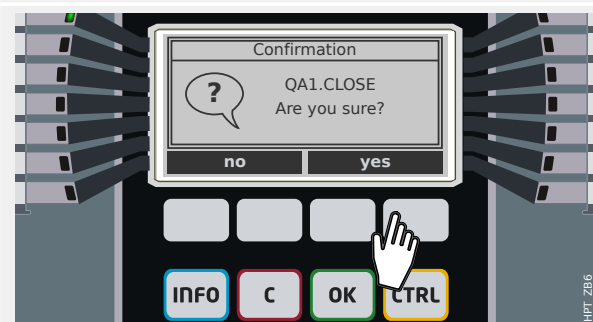 Confirmation
?
QA1.CLOSE
Are you sure?
no yes
INFO C OK CTRL
HPT_ZB6